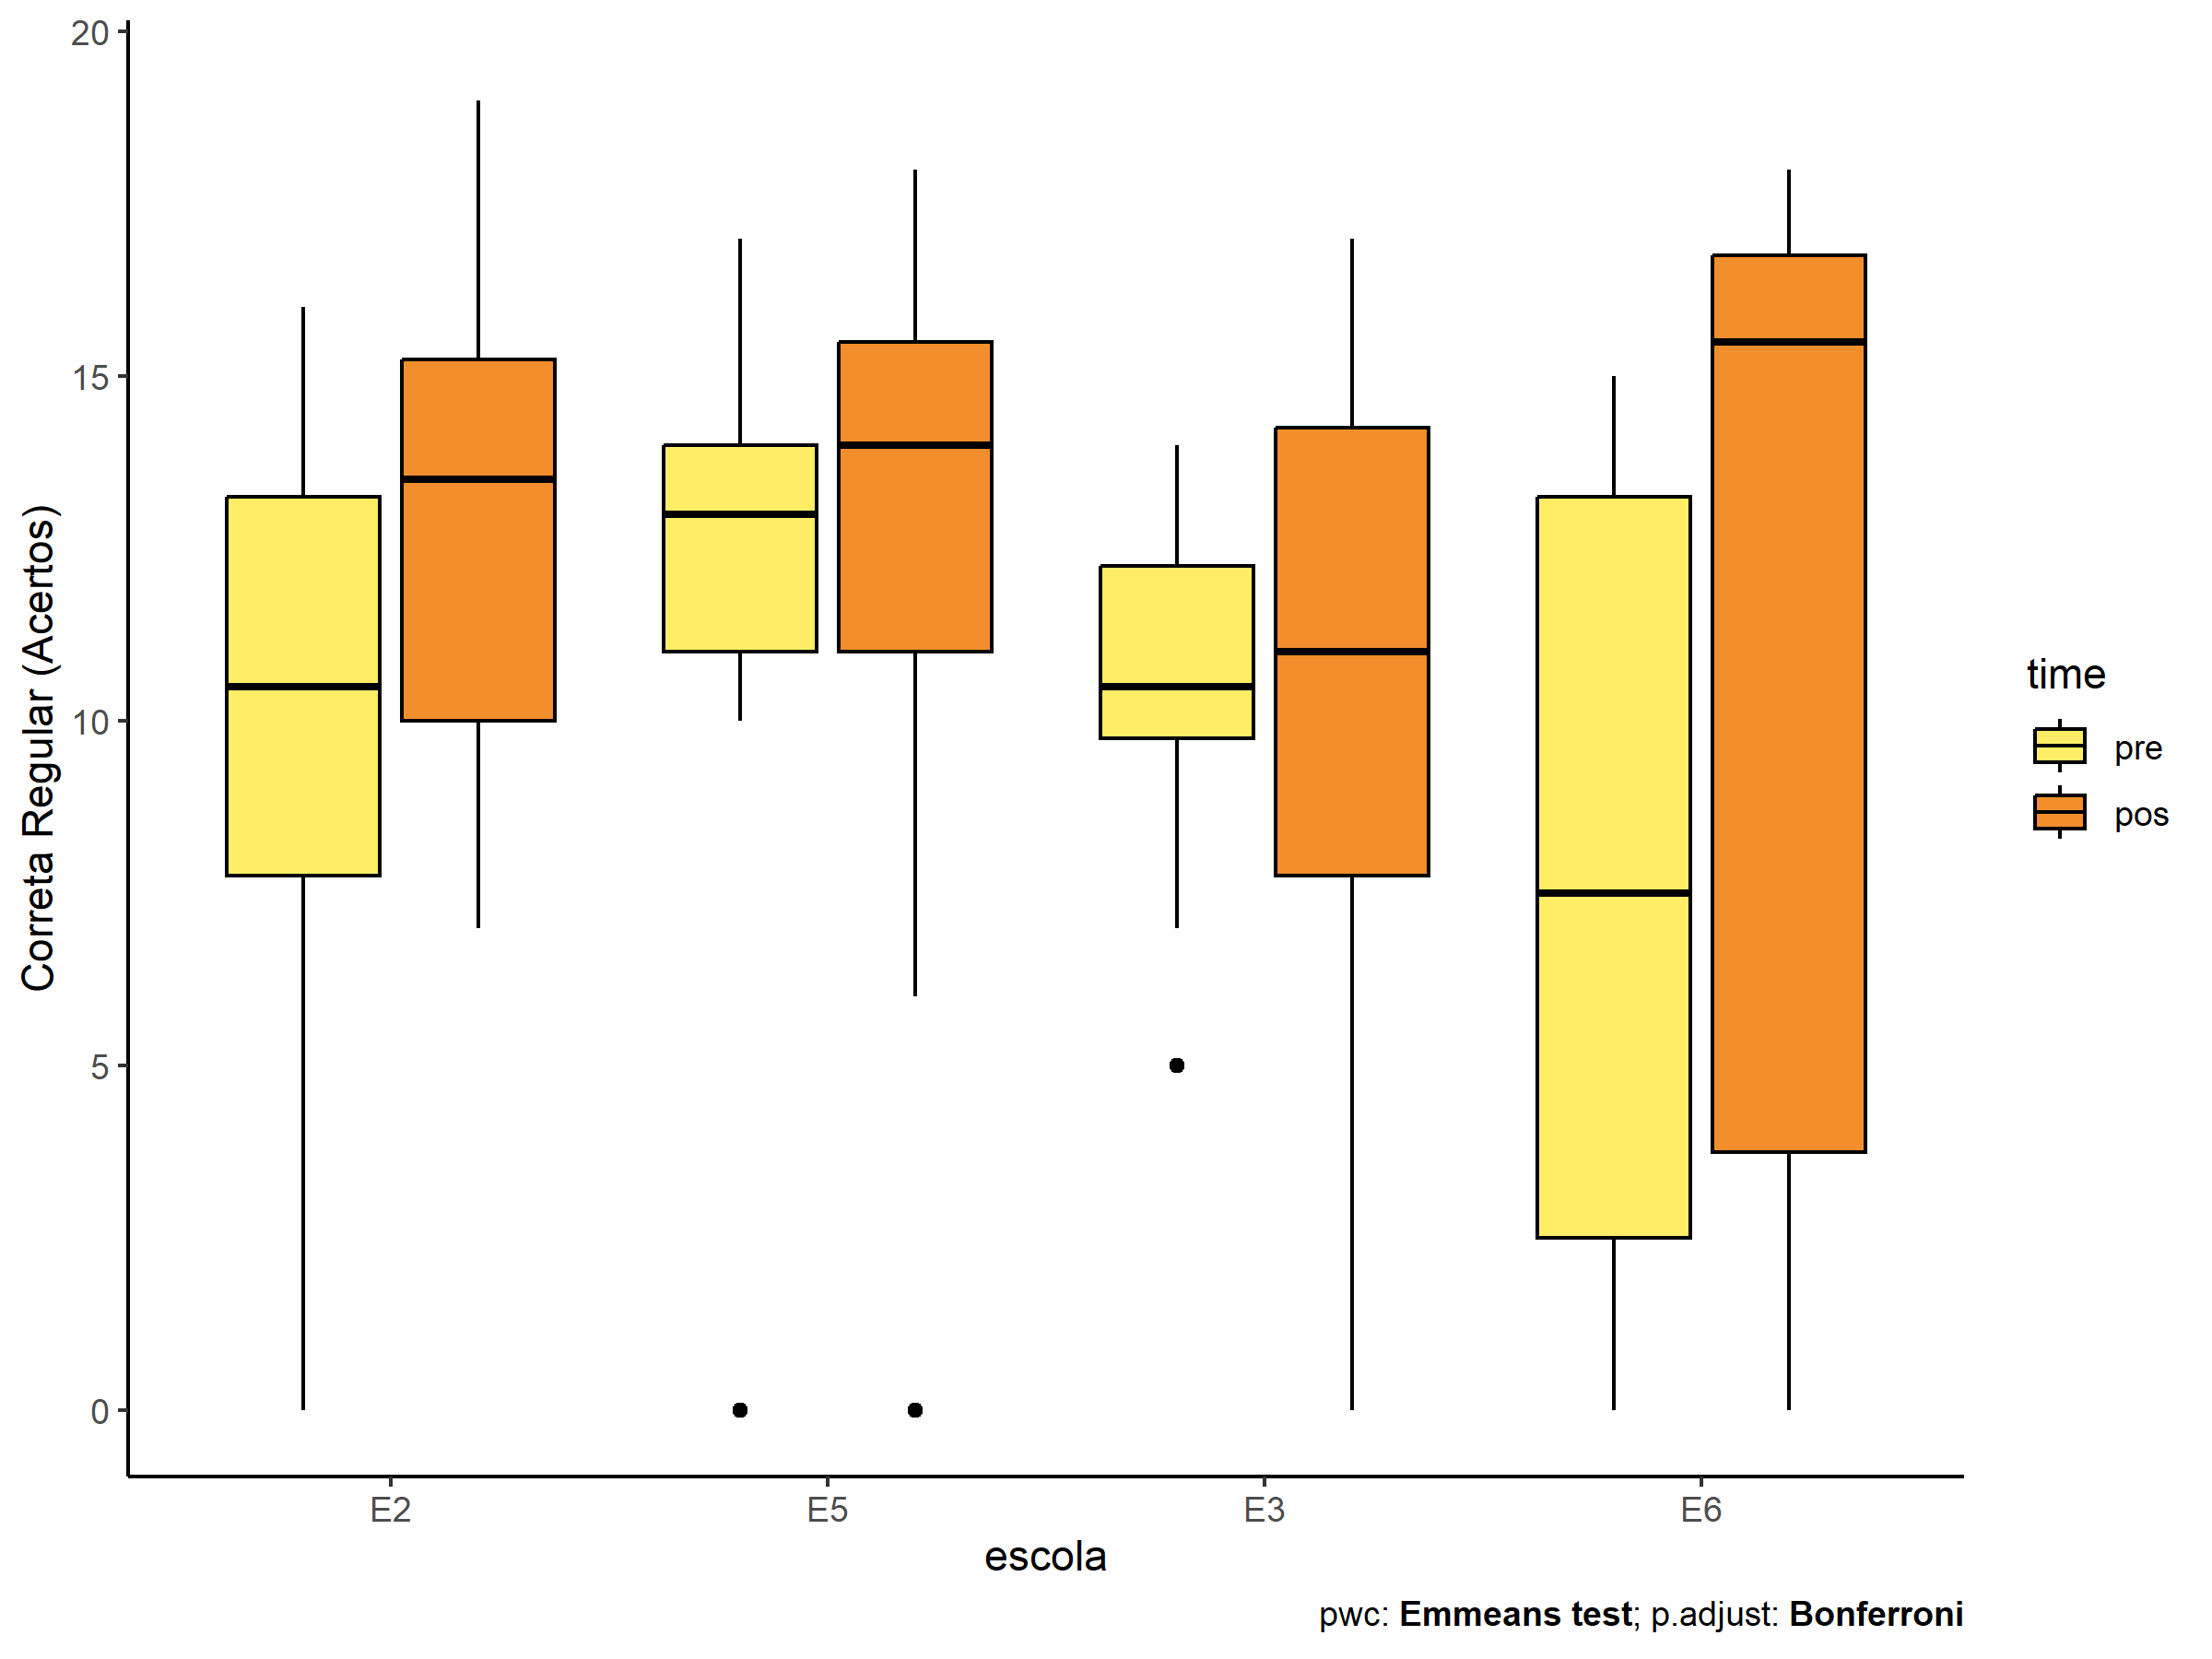 Correta Regular (Acertos)
20
15
10
5
0
E2 E5 E3 E6
escola
time
pre
pos
pwc: Emmeans test; p.adjust: Bonferroni